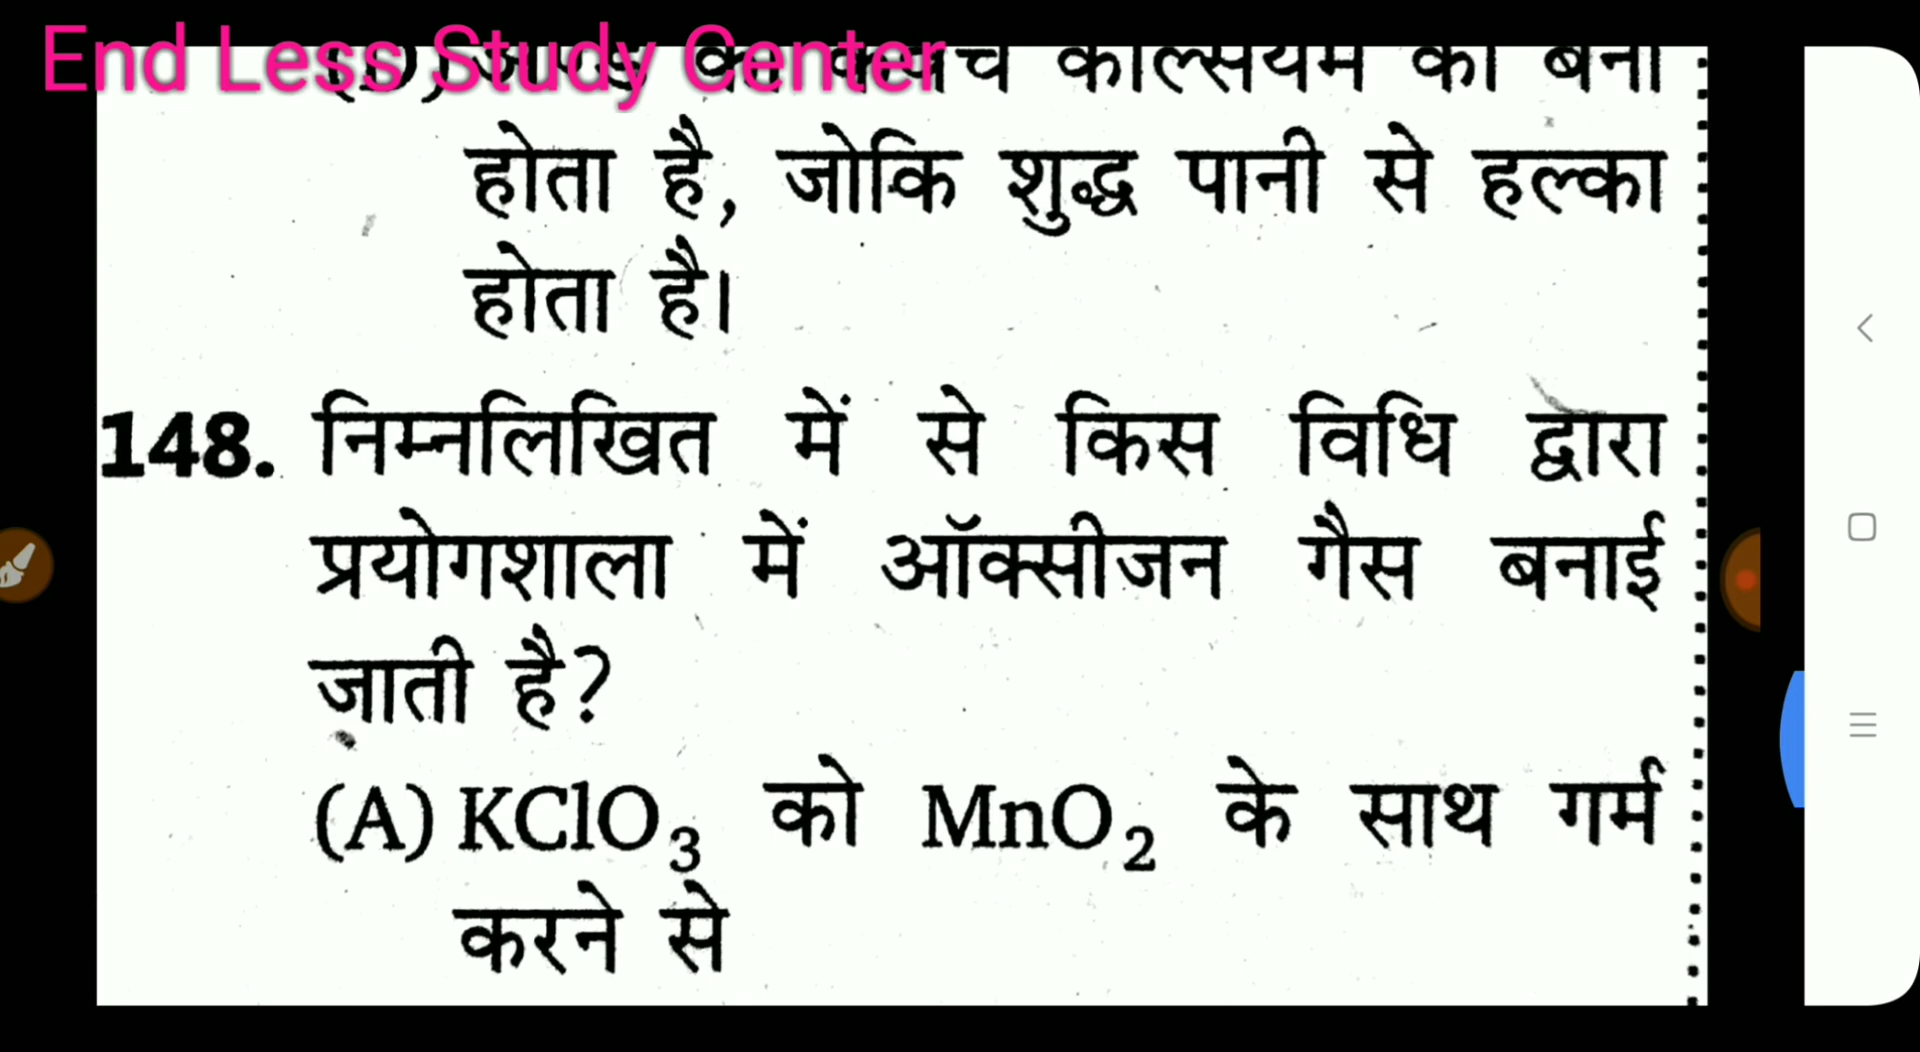 End Less Study Center
कैल्सियम का बना
होता है, जोकि शुद्ध पानी से हल्का
होता है।
148. निम्नलिखित में से किस विधि द्वारा
प्रयोगशाला में ऑक्सीजन गैस बनाई
जाती है?
(A) KClO₃ को MnO₂ के साथ गर्म
करने से